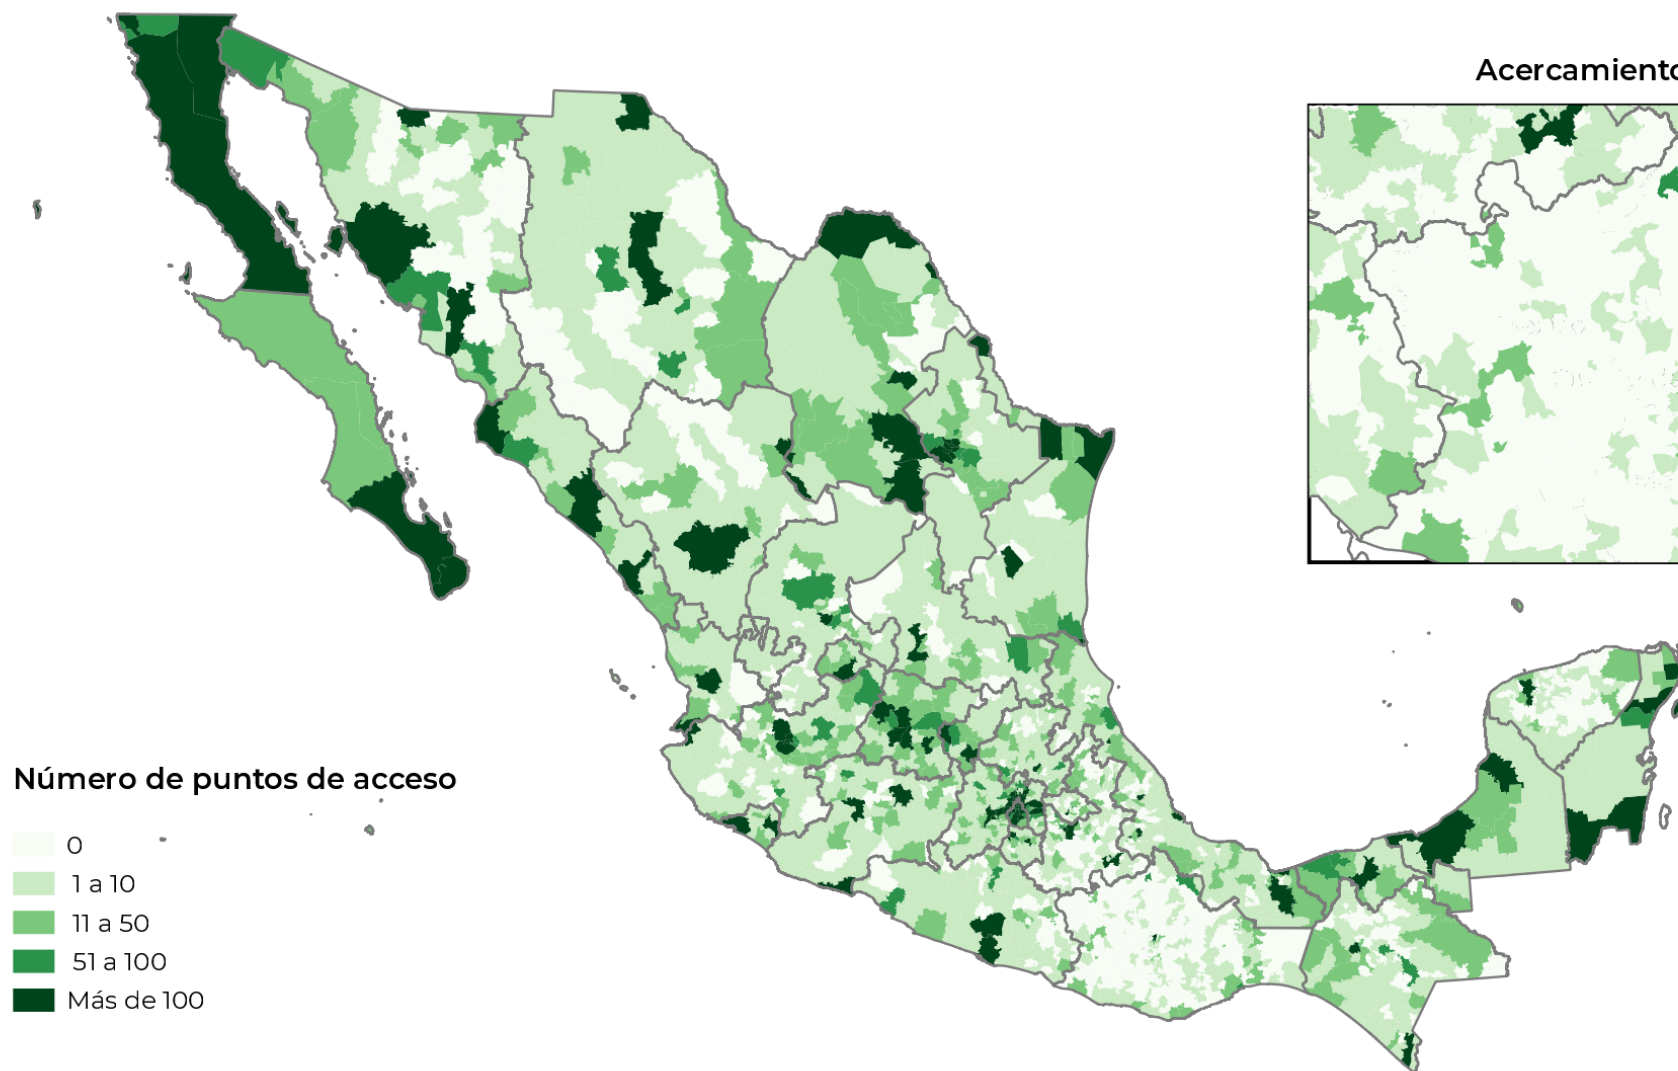 Acercamiento
Número de puntos de acceso
0
1 a 10
11 a 50
51 a 100
Más de 100